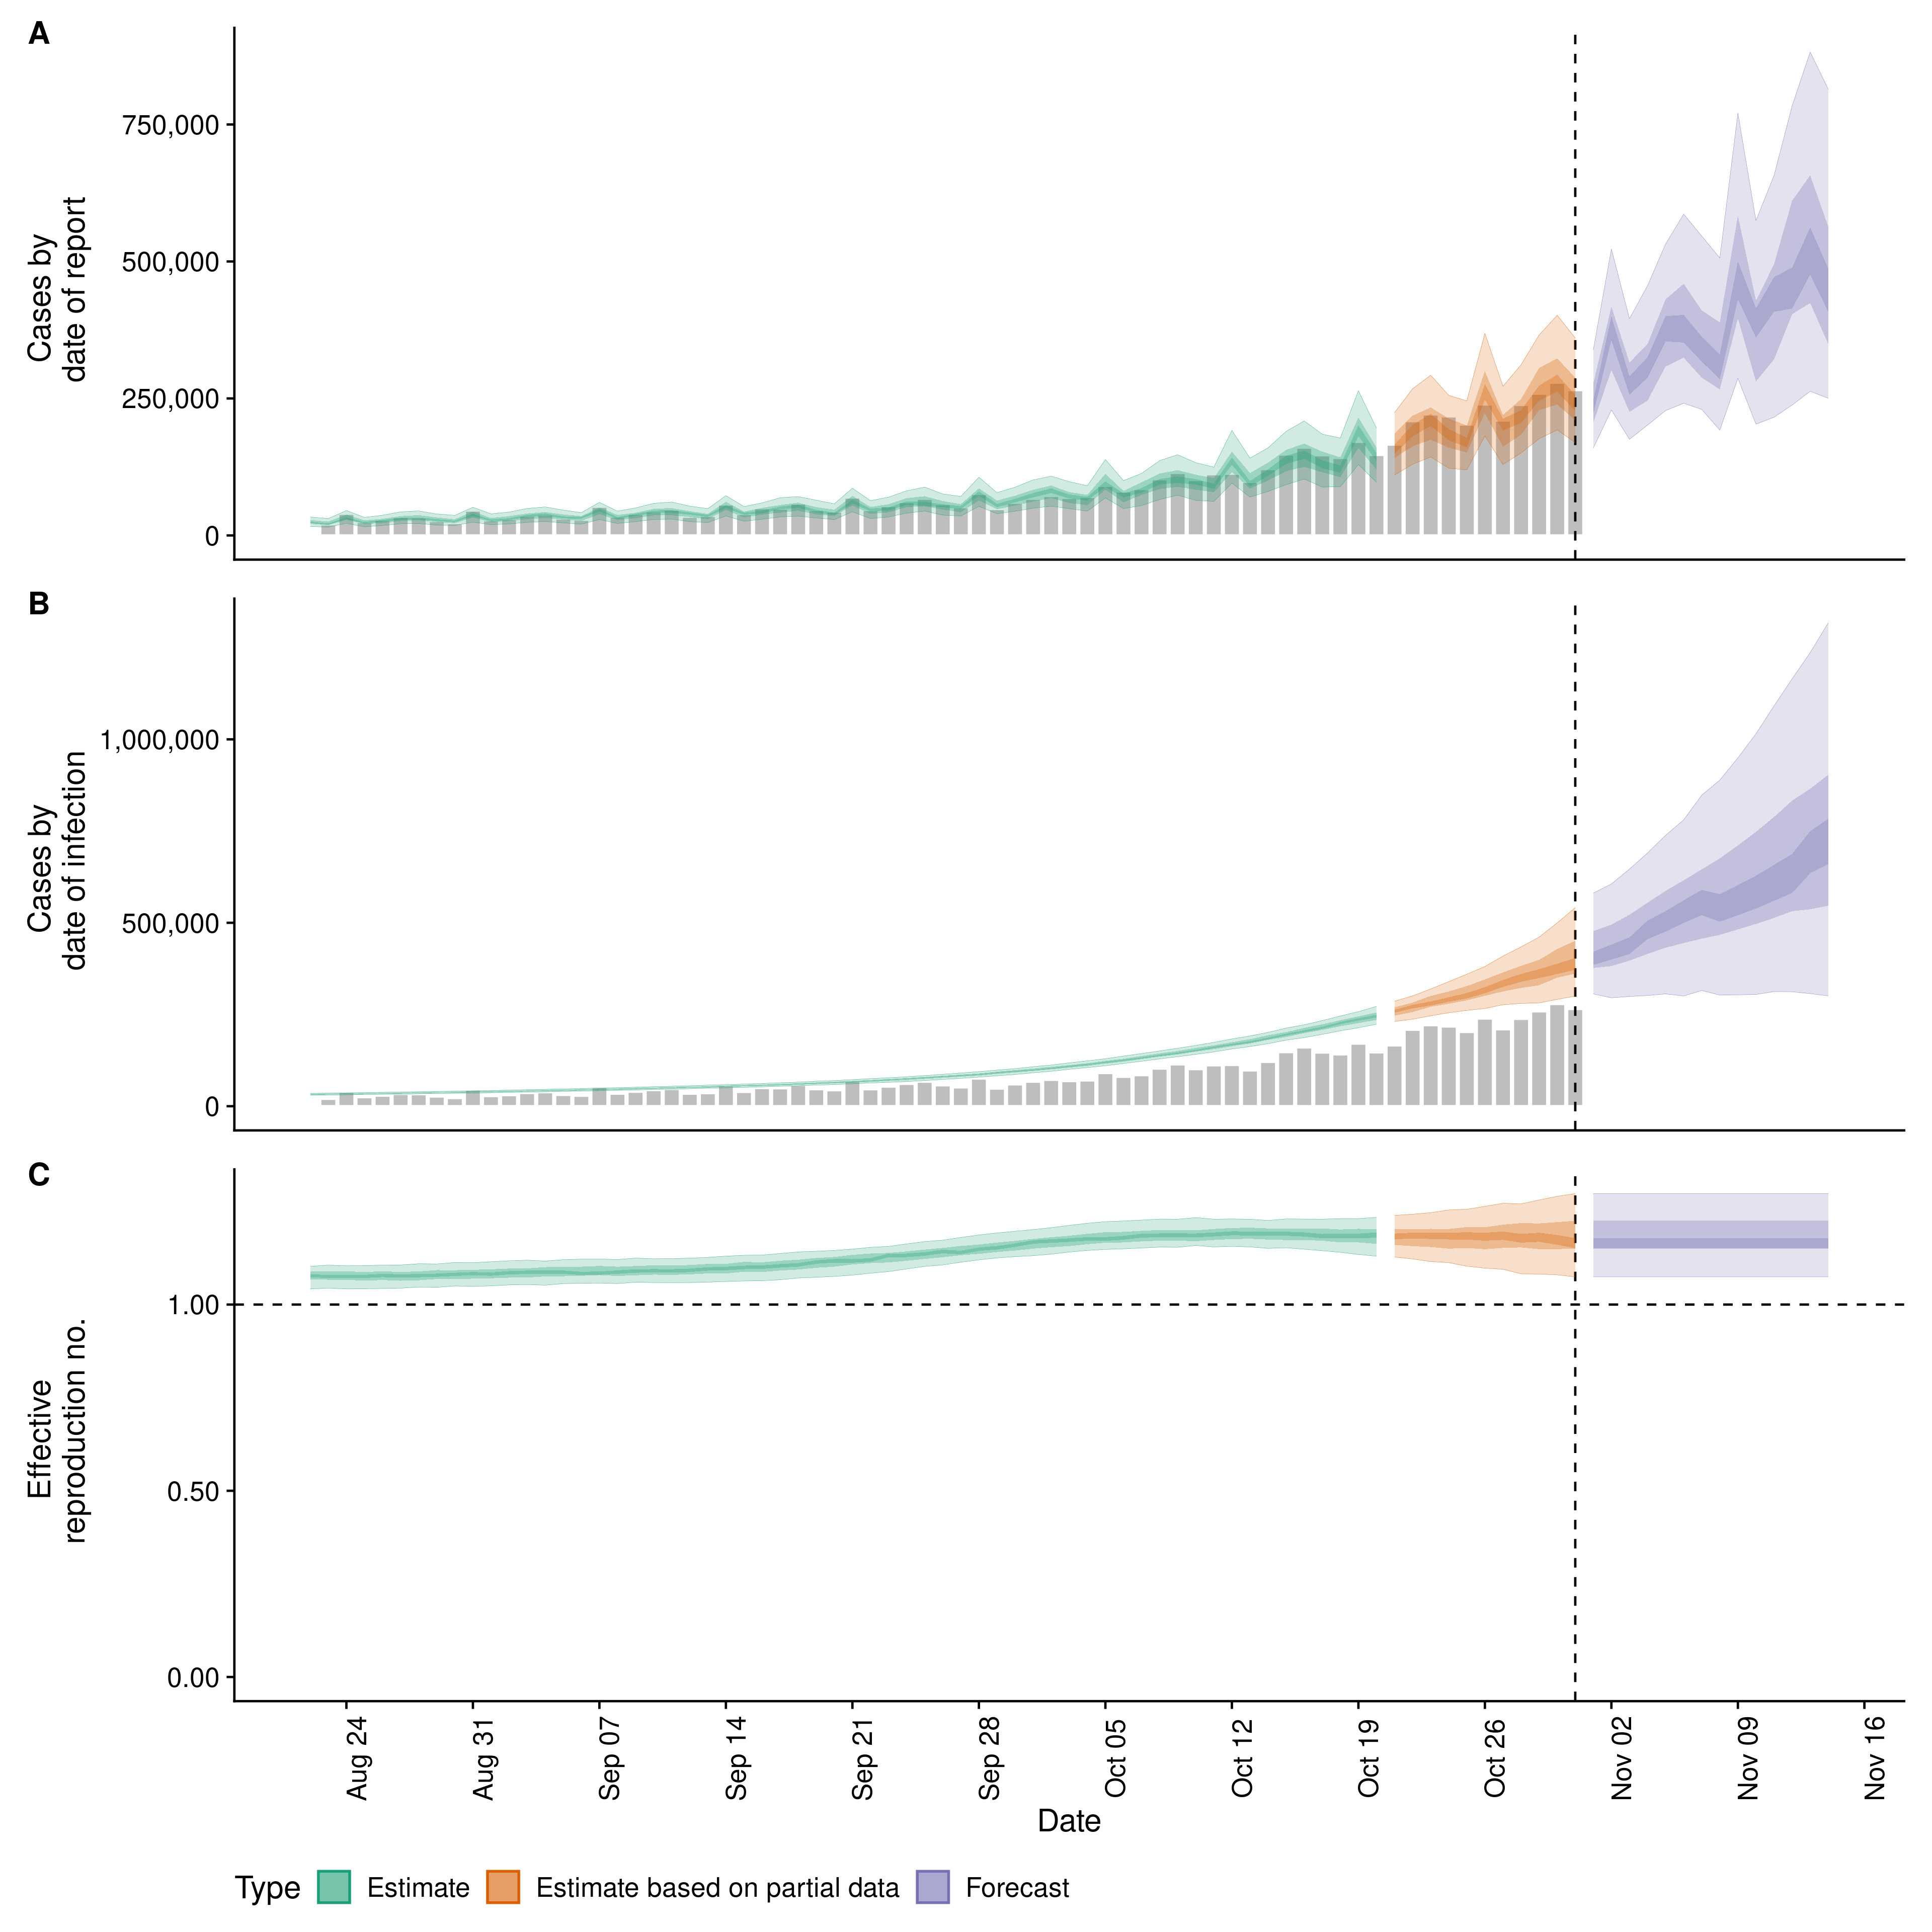 A
Cases by
date of report
750,000
500,000
250,000
0
B
Cases by
date of infection
1,000,000
500,000
0
C
Effective
reproduction no.
1.00
0.50
0.00
Aug 24
Aug 31
Sep 07
Sep 14
Sep 21
Sep 28
Oct 05
Oct 12
Oct 19
Oct 26
Nov 02
Nov 09
Nov 16
Date
Type
Estimate
Estimate based on partial data
Forecast